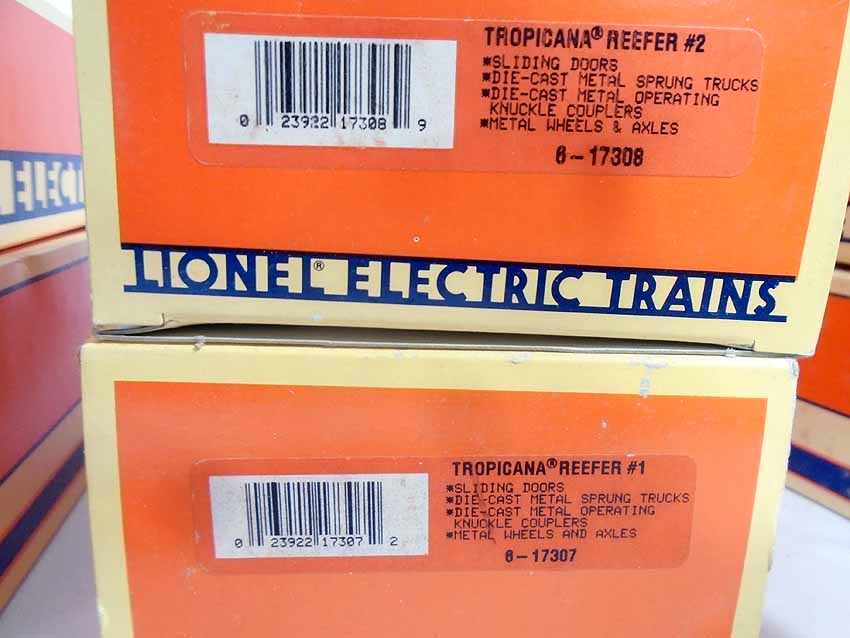 TROPICANA® REEFER #2
*SLIDING DOORS
*DIE-CAST METAL SPRUNG TRUCKS
*DIE-CAST METAL OPERATING
KNUCKLE COUPLERS
*METAL WHEELS & AXLES
6-17308
0 23922 17308 9
ELECT
LIONEL® ELECTRIC TRAINS
TROPICANA® REEFER #1
*SLIDING DOORS
*DIE-CAST METAL SPRUNG TRUCKS
*DIE-CAST METAL OPERATING
KNUCKLE COUPLERS
*METAL WHEELS AND AXLES
6-17307
0 23922 17307 2